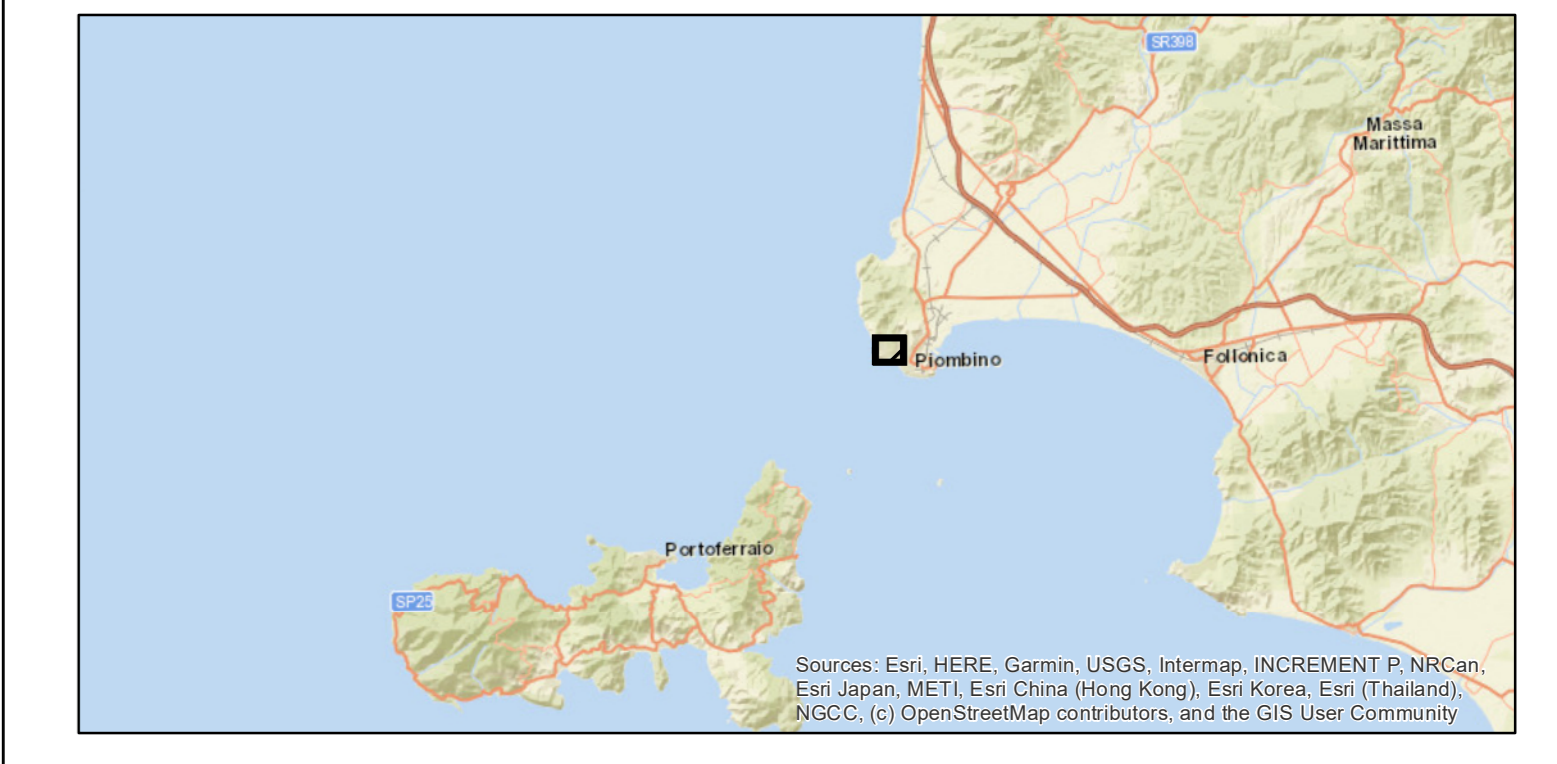 SR398
Massa
Marittima
Piombino
Follonica
Portoferraio
SP25
Sources: Esri, HERE, Garmin, USGS, Intermap, INCREMENT P, NRCan,
Esri Japan, METI, Esri China (Hong Kong), Esri Korea, Esri (Thailand),
NGCC, (c) OpenStreetMap contributors, and the GIS User Community